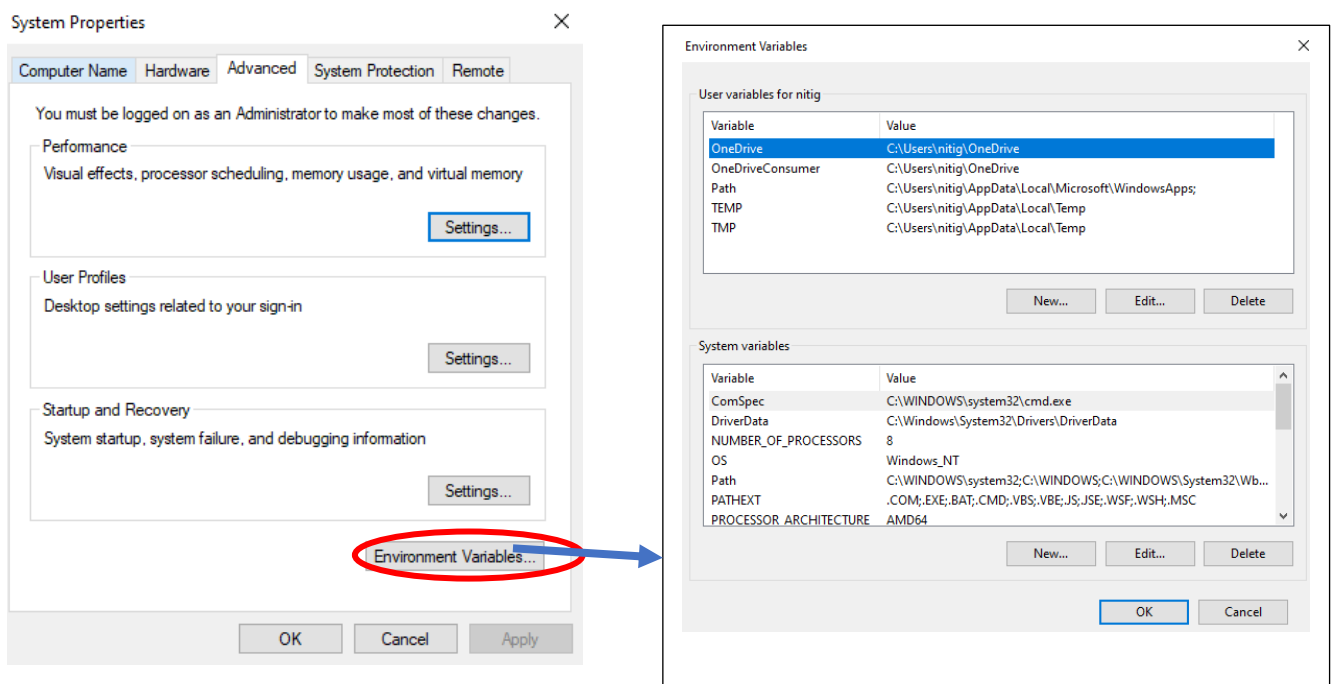 System Properties
Computer Name Hardware Advanced System Protection Remote
You must be logged on as an Administrator to make most of these changes.
Performance
Visual effects, processor scheduling, memory usage, and virtual memory
Settings...
User Profiles
Desktop settings related to your sign-in
Settings...
Startup and Recovery
System startup, system failure, and debugging information
Settings...
Environment Variables...
OK Cancel Apply
Environment Variables
User variables for nitig
Variable Value
OneDrive C:\Users\nitig\OneDrive
OneDriveConsumer C:\Users\nitig\OneDrive
Path C:\Users\nitig\AppData\Local\Microsoft\WindowsApps;
TEMP C:\Users\nitig\AppData\Local\Temp
TMP C:\Users\nitig\AppData\Local\Temp
New... Edit... Delete
System variables
Variable Value
ComSpec C:\WINDOWS\system32\cmd.exe
DriverData C:\Windows\System32\Drivers\DriverData
NUMBER_OF_PROCESSORS 8
OS Windows_NT
Path C:\WINDOWS\system32;C:\WINDOWS;C:\WINDOWS\System32\Wb...
PATHEXT .COM;.EXE;.BAT;.CMD;.VBS;.VBE;.JS;.JSE;.WSF;.WSH;.MSC
PROCESSOR_ARCHITECTURE AMD64
New... Edit... Delete
OK Cancel